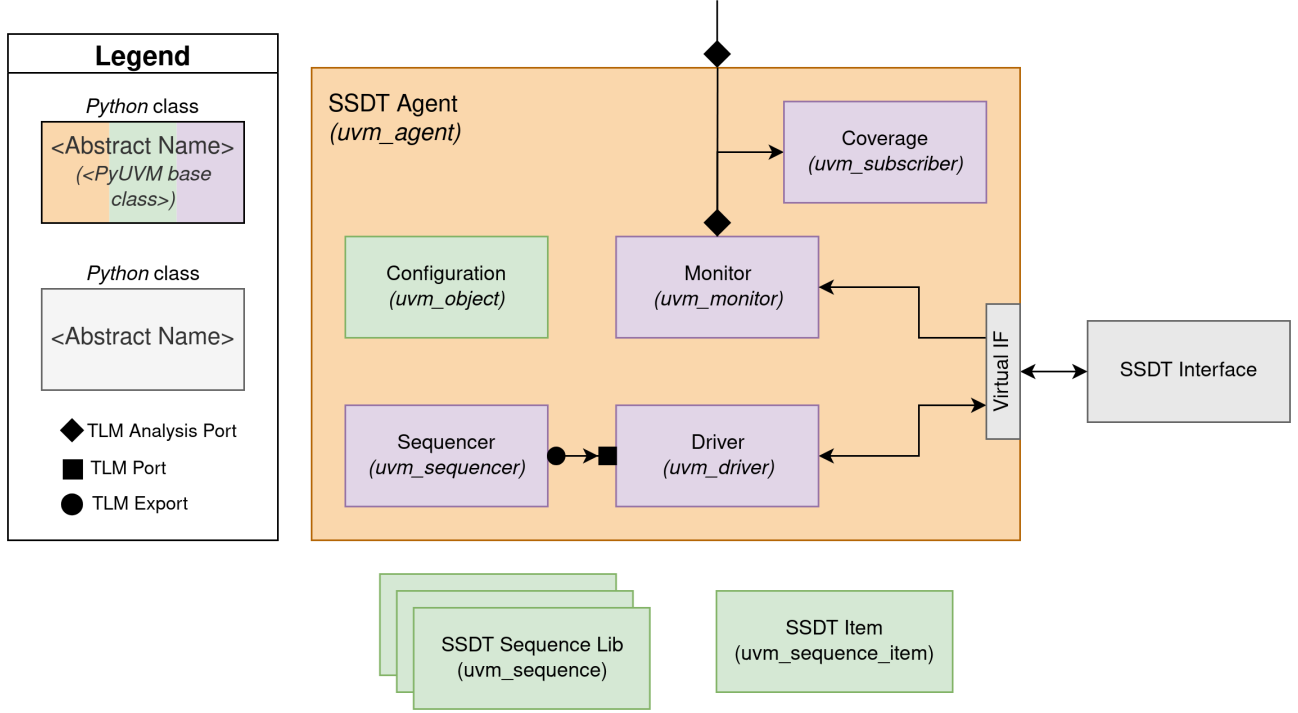 Legend
Python class
<Abstract Name>
(<PyUVM base
class>)
Python class
<Abstract Name>
TLM Analysis Port
TLM Port
TLM Export
SSDT Agent
(uvm_agent)
Coverage
(uvm_subscriber)
Configuration
(uvm_object)
Monitor
(uvm_monitor)
Virtual IF
SSDT Interface
Sequencer
(uvm_sequencer)
Driver
(uvm_driver)
SSDT Sequence Lib
(uvm_sequence)
SSDT Item
(uvm_sequence_item)